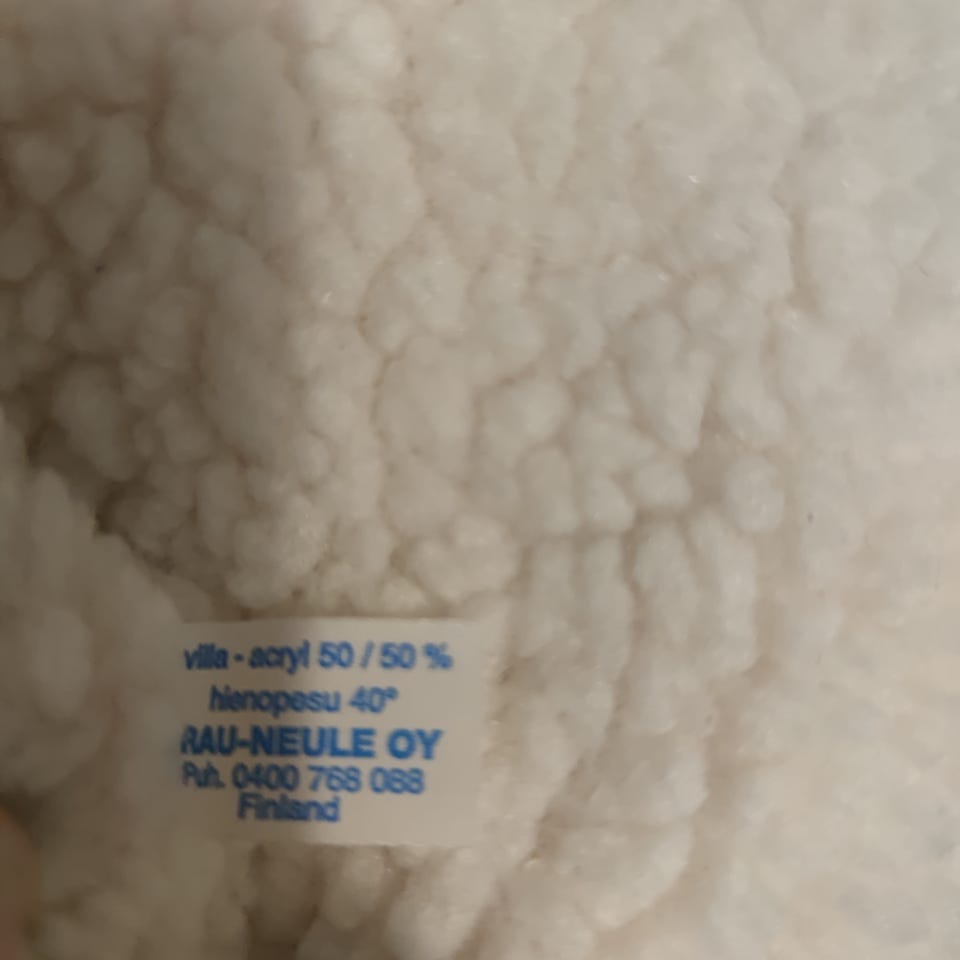 villa - acryl 50 / 50 %
hienopesu 40°
RAU-NEULE OY
Puh. 0400 768 088
Finland